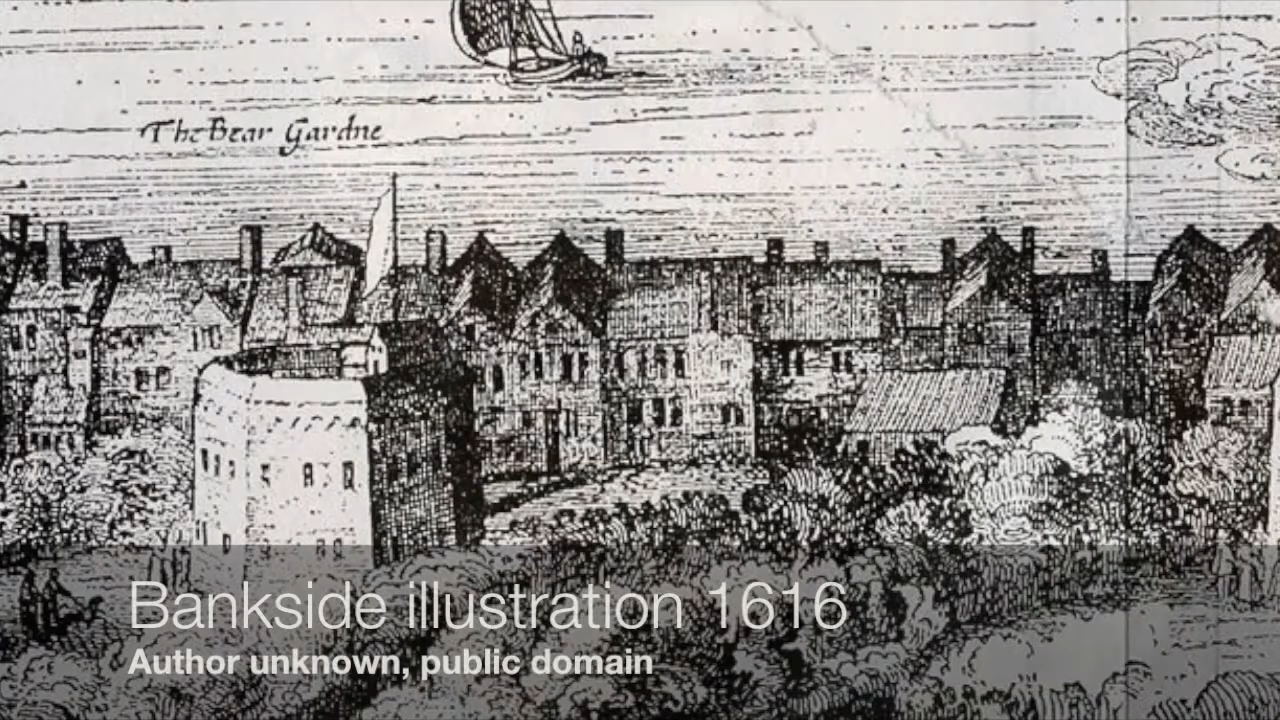 The Bear Gardne
Bankside illustration 1616
Author unknown, public domain